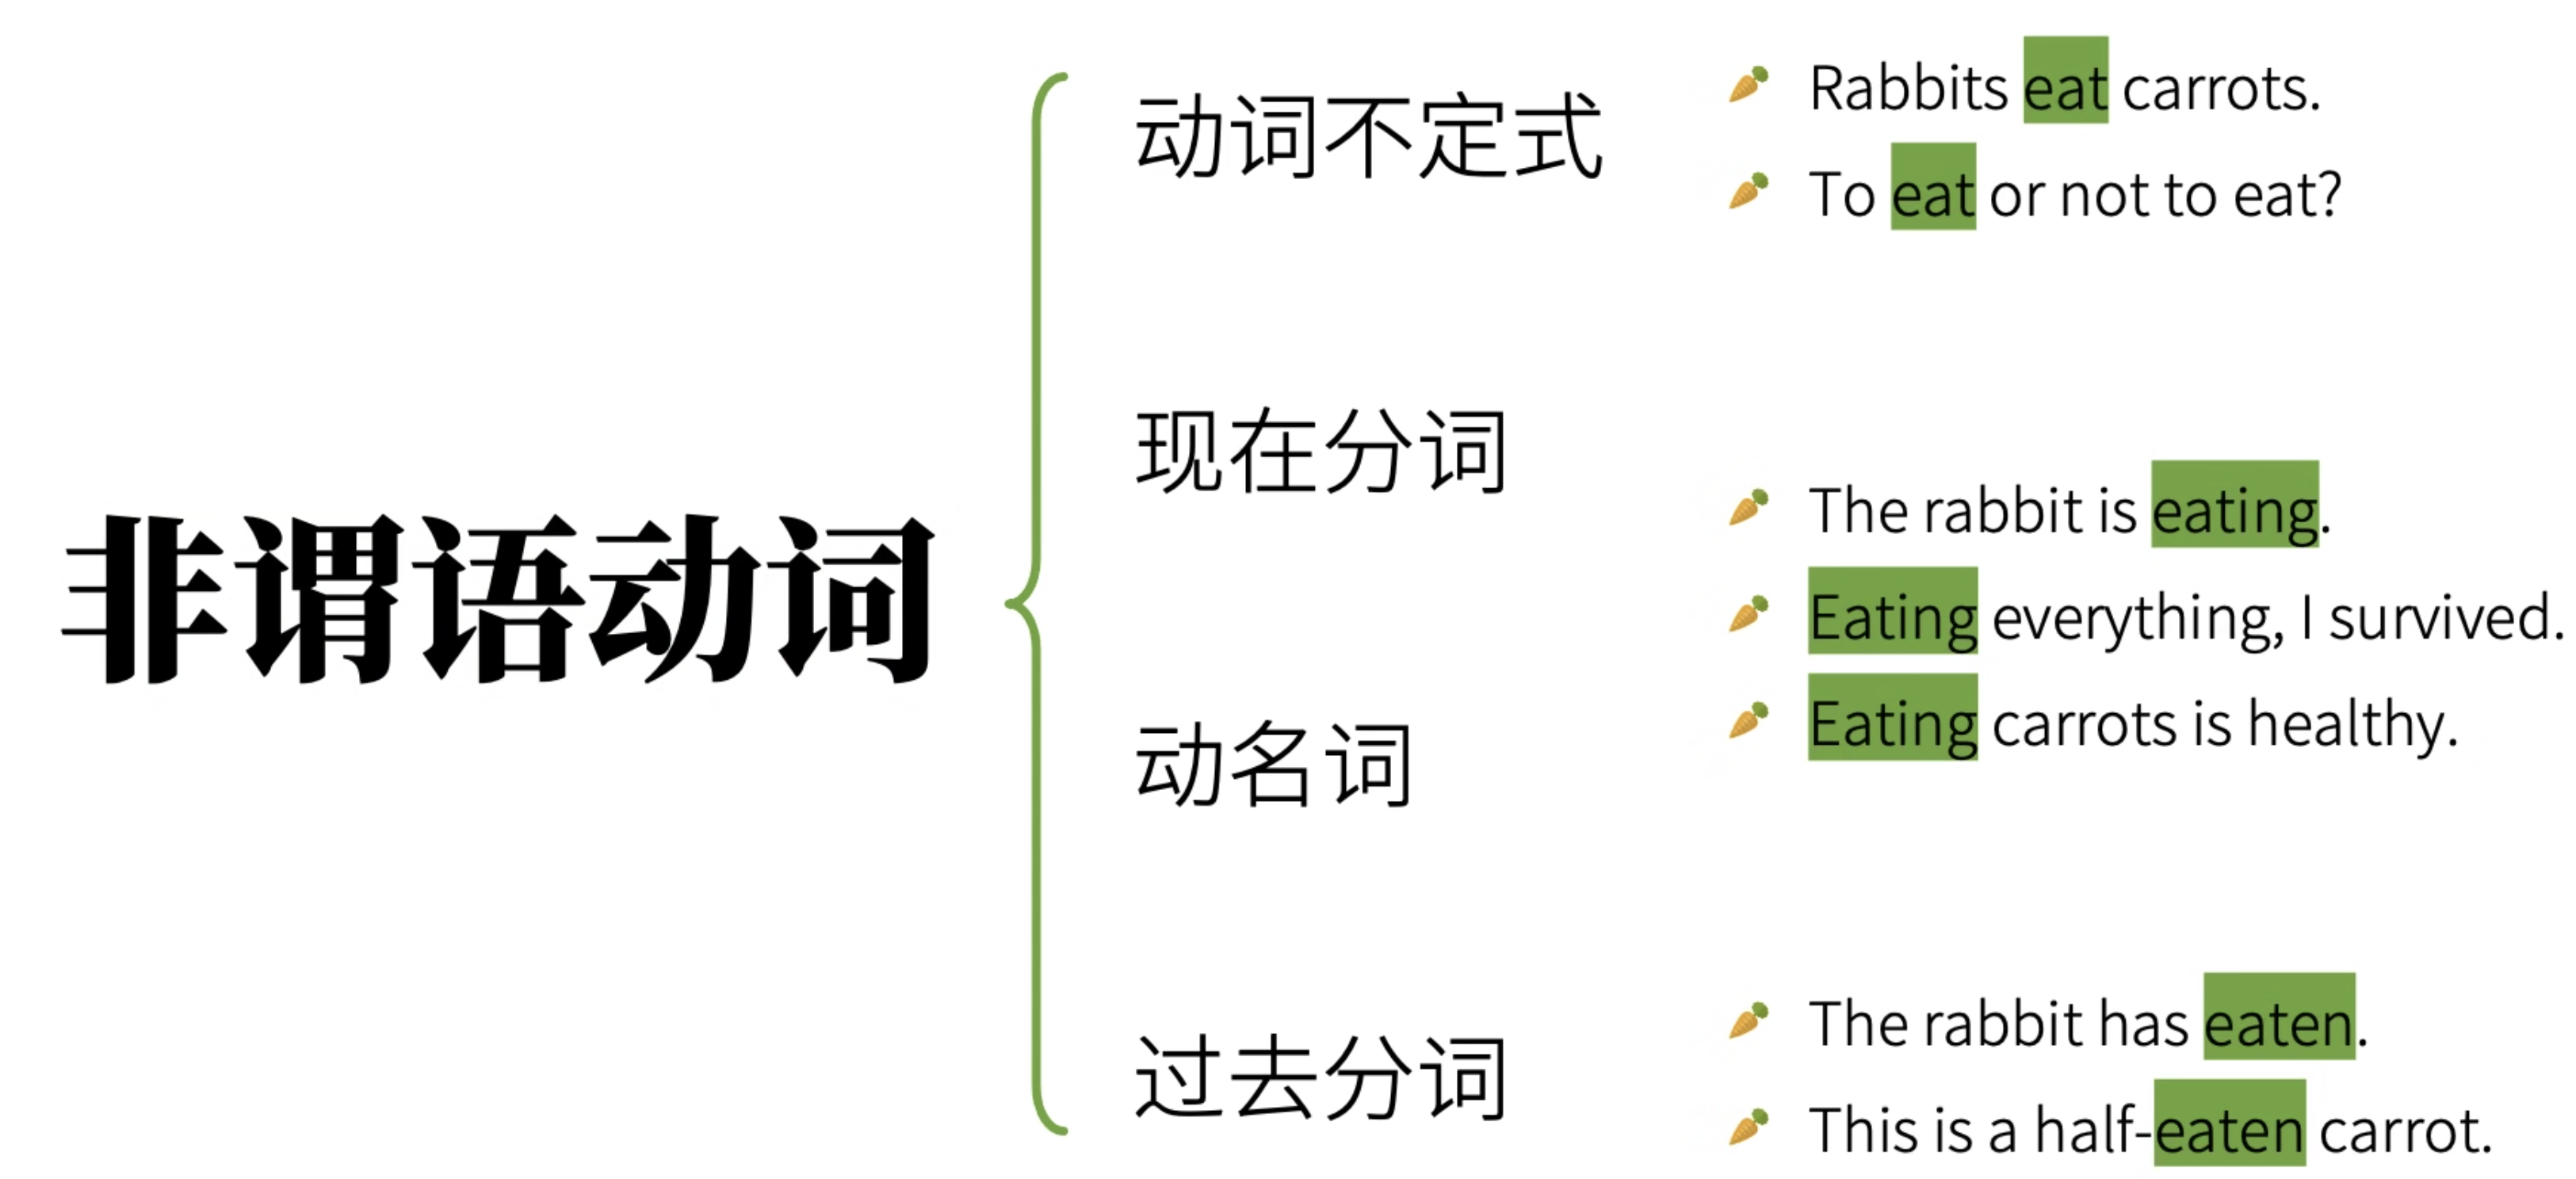 非谓语动词
动词不定式
Rabbits eat carrots.
To eat or not to eat?
现在分词
动名词
The rabbit is eating.
Eating everything, I survived.
Eating carrots is healthy.
过去分词
The rabbit has eaten.
This is a half-eaten carrot.